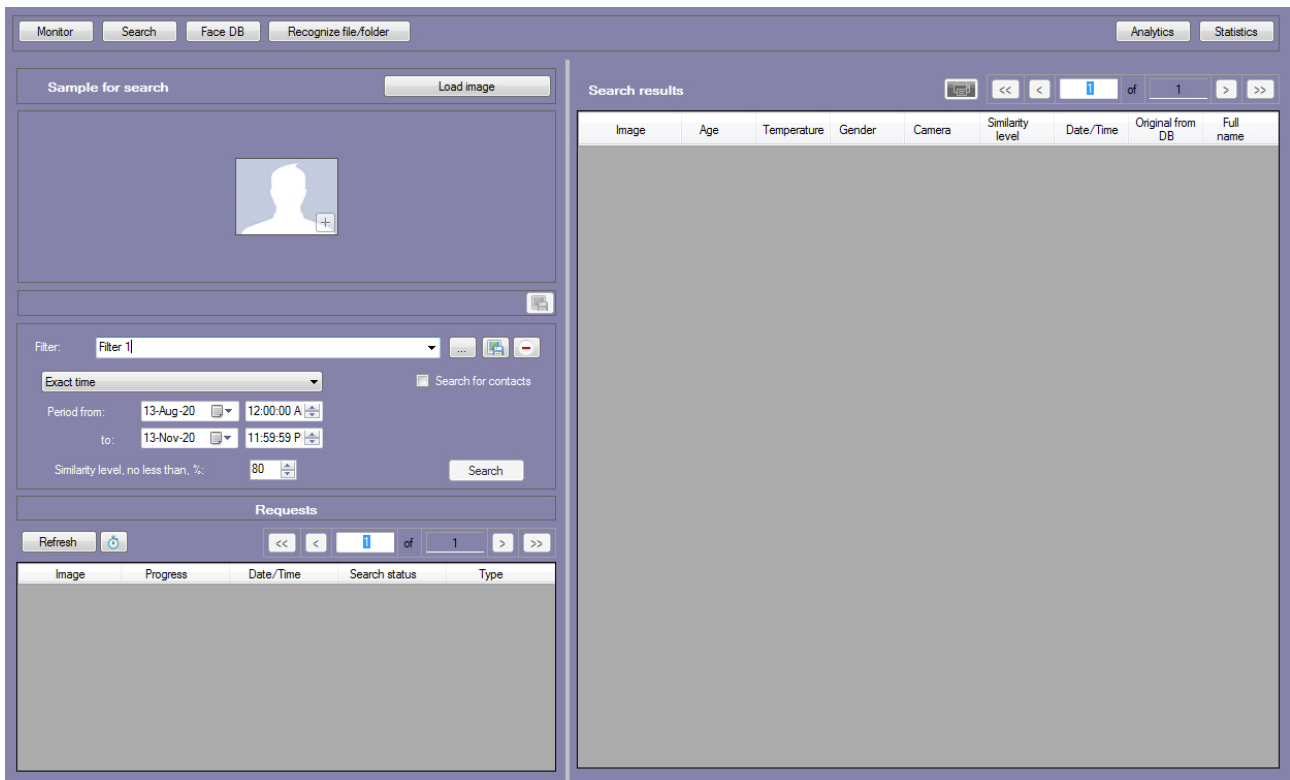 Monitor Search Face DB Recognize file/folder Analytics Statistics
Sample for search Load image
Filter: Filter 1 ...
Exact time Search for contacts
Period from: 13-Aug-20 12:00:00 A
to: 13-Nov-20 11:59:59 P
Similarity level, no less than, %: 80 Search
Requests
Refresh << < 1 of 1 > >>
Image Progress Date/Time Search status Type
Search results << < 1 of 1 > >>
Image Age Temperature Gender Camera Similarity level Date/Time Original from DB Full name